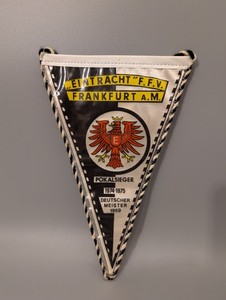 „EINTRACHT" F.F.V.
FRANKFURT a.M.
E
POKALSIEGER
1974-1975
DEUTSCHER
MEISTER
1959